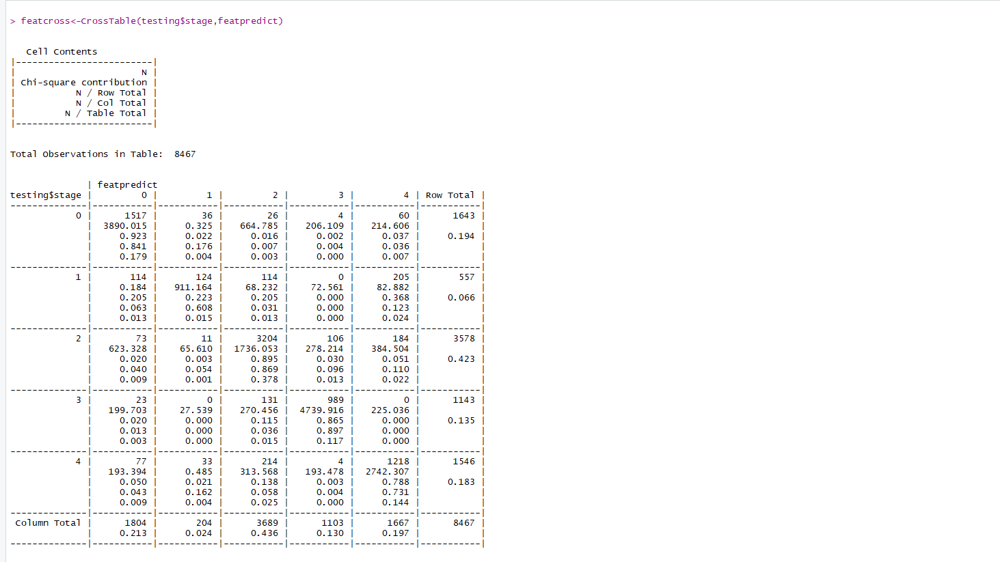 > featcross<-CrossTable(testing$stage,featpredict)
   Cell Contents
|-------------------------|
|                       N |
| Chi-square contribution |
|           N / Row Total |
|           N / Col Total |
|         N / Table Total |
|-------------------------|
Total Observations in Table:  8467
              | featpredict
testing$stage |         0 |         1 |         2 |         3 |         4 | Row Total |
--------------|-----------|-----------|-----------|-----------|-----------|-----------|
            0 |      1517 |        36 |        26 |         4 |        60 |      1643 |
              |  3890.015 |     0.325 |   664.785 |   206.109 |   214.606 |           |
              |     0.923 |     0.022 |     0.016 |     0.002 |     0.037 |     0.194 |
              |     0.841 |     0.176 |     0.007 |     0.004 |     0.036 |           |
              |     0.179 |     0.004 |     0.003 |     0.000 |     0.007 |           |
--------------|-----------|-----------|-----------|-----------|-----------|-----------|
            1 |       114 |       124 |       114 |         0 |       205 |       557 |
              |     0.184 |   911.164 |    68.232 |    72.561 |    82.882 |           |
              |     0.205 |     0.223 |     0.205 |     0.000 |     0.368 |     0.066 |
              |     0.063 |     0.608 |     0.031 |     0.000 |     0.123 |           |
              |     0.013 |     0.015 |     0.013 |     0.000 |     0.024 |           |
--------------|-----------|-----------|-----------|-----------|-----------|-----------|
            2 |        73 |        11 |      3204 |       106 |       184 |      3578 |
              |   623.328 |    65.610 |  1736.053 |   278.214 |   384.504 |           |
              |     0.020 |     0.003 |     0.895 |     0.030 |     0.051 |     0.423 |
              |     0.040 |     0.054 |     0.869 |     0.096 |     0.110 |           |
              |     0.009 |     0.001 |     0.378 |     0.013 |     0.022 |           |
--------------|-----------|-----------|-----------|-----------|-----------|-----------|
            3 |        23 |         0 |       131 |       989 |         0 |      1143 |
              |   199.703 |    27.539 |   270.456 |  4739.916 |   225.036 |           |
              |     0.020 |     0.000 |     0.115 |     0.865 |     0.000 |     0.135 |
              |     0.013 |     0.000 |     0.036 |     0.897 |     0.000 |           |
              |     0.003 |     0.000 |     0.015 |     0.117 |     0.000 |           |
--------------|-----------|-----------|-----------|-----------|-----------|-----------|
            4 |        77 |        33 |       214 |         4 |      1218 |      1546 |
              |   193.394 |     0.485 |   313.568 |   193.478 |  2742.307 |           |
              |     0.050 |     0.021 |     0.138 |     0.003 |     0.788 |     0.183 |
              |     0.043 |     0.162 |     0.058 |     0.004 |     0.731 |           |
              |     0.009 |     0.004 |     0.025 |     0.000 |     0.144 |           |
--------------|-----------|-----------|-----------|-----------|-----------|-----------|
 Column Total |      1804 |       204 |      3689 |      1103 |      1667 |      8467 |
              |     0.213 |     0.024 |     0.436 |     0.130 |     0.197 |           |
--------------|-----------|-----------|-----------|-----------|-----------|-----------|